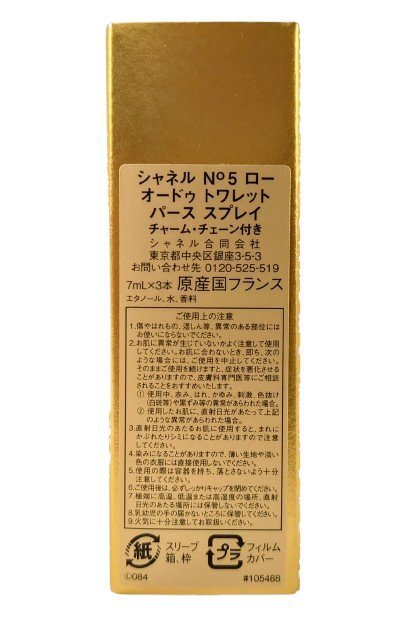 シャネル Nº5 ロー
オードゥ トワレット
パース スプレイ
チャーム・チェーン付き
シャネル合同会社
東京都中央区銀座3-5-3
お問い合わせ先 0120-525-519
7mL×3本 原産国フランス
エタノール、水、香料
ご使用上の注意
1.傷やはれもの、湿しん等、異常のある部位には
お使いにならないでください。
2.お肌に異常が生じていないかよく注意して使用
してください。お肌に合わないとき、即ち、次の
ような場合には、ご使用を中止してください。
そのままご使用を続けますと、症状を悪化させる
ことがありますので、皮膚科専門医等にご相談
されることをおすすめいたします。
① 使用中、赤み、はれ、かゆみ、刺激、色抜け
(白斑等)や黒ずみ等の異常があらわれた場合。
② 使用したお肌に、直射日光があたって上記
のような異常があらわれた場合。
3.直射日光のあたるお肌に使用すると、まれに
かぶれたりシミになることがありますので注意
してください。
4.染みになることがありますので、薄い生地や淡い
色の衣服には直接使用しないでください。
5.使用の際は容器を持ち、落とさないよう十分
注意してください。
6.ご使用後は、必ずしっかりキャップを閉めてください。
7.極端に高温、低温または高湿度の場所、直射
日光のあたる場所には保管しないでください。
8.乳幼児の手の届かないところに保管してください。
9.火気に十分注意してお取扱いください。
紙 スリーブ
箱、枠
プラ フィルム
カバー
Ⓛ084
#105488